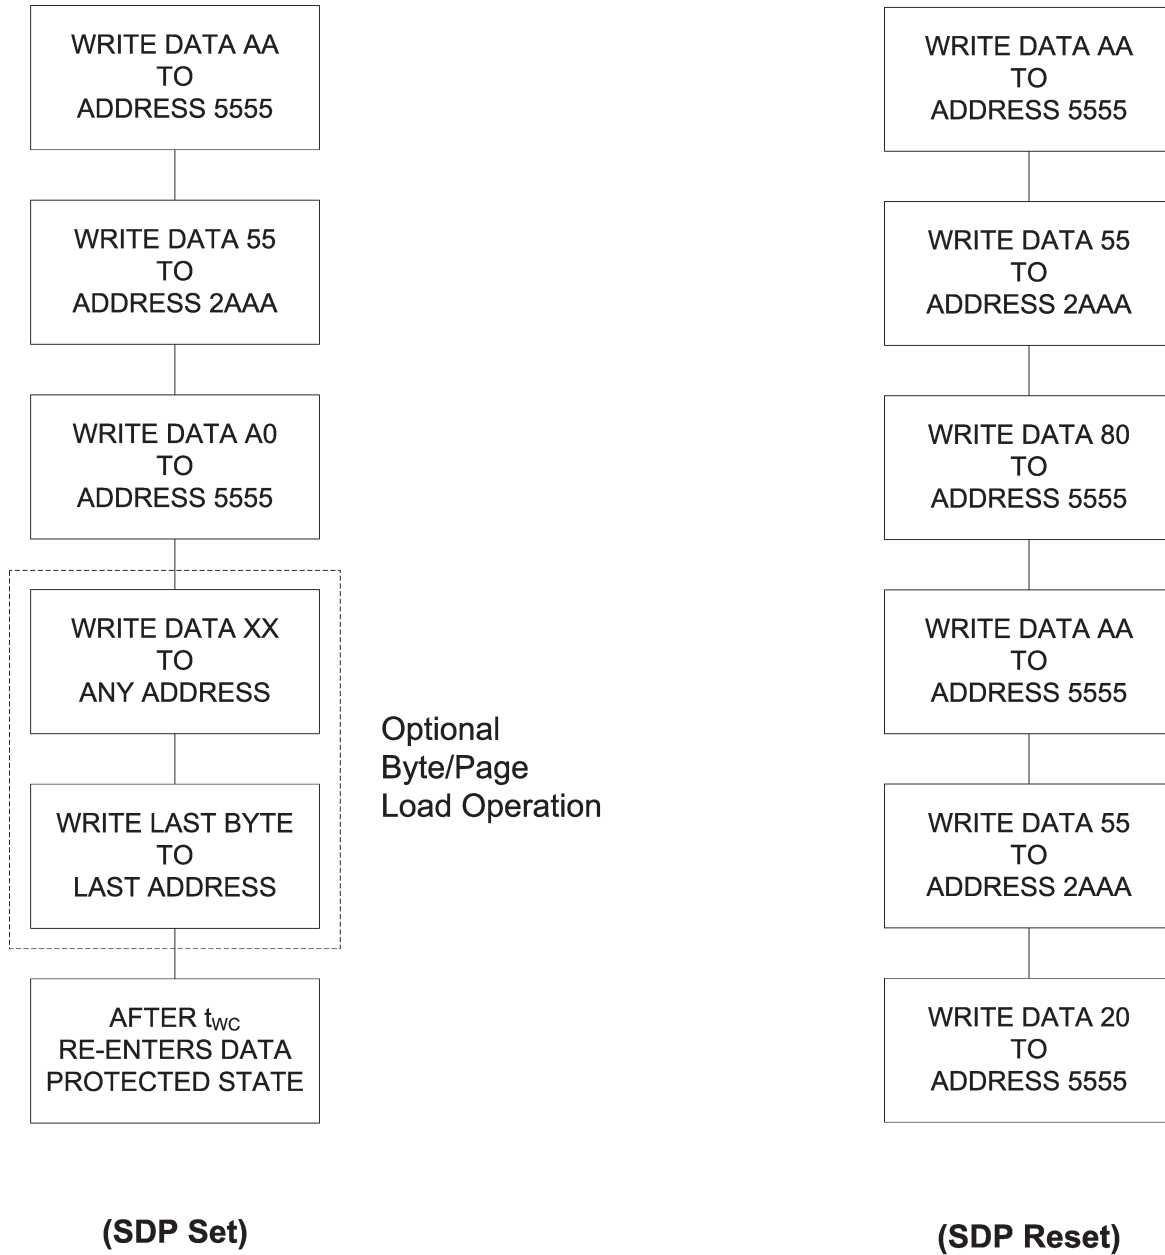 WRITE DATA AA
TO
ADDRESS 5555
WRITE DATA 55
TO
ADDRESS 2AAA
WRITE DATA A0
TO
ADDRESS 5555
WRITE DATA XX
TO
ANY ADDRESS
WRITE LAST BYTE
TO
LAST ADDRESS
Optional
Byte/Page
Load Operation
AFTER tWC
RE-ENTERS DATA
PROTECTED STATE
(SDP Set)
WRITE DATA AA
TO
ADDRESS 5555
WRITE DATA 55
TO
ADDRESS 2AAA
WRITE DATA 80
TO
ADDRESS 5555
WRITE DATA AA
TO
ADDRESS 5555
WRITE DATA 55
TO
ADDRESS 2AAA
WRITE DATA 20
TO
ADDRESS 5555
(SDP Reset)